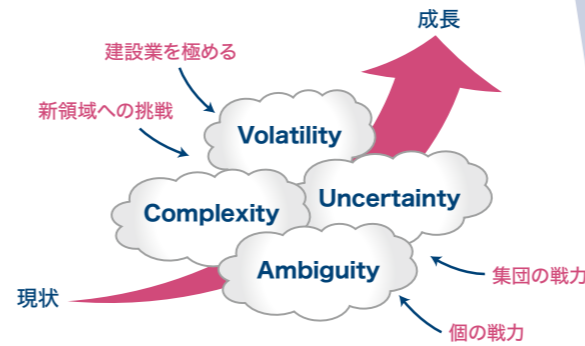 成長
建設業を極める
新領域への挑戦
Volatility
Uncertainty
Complexity
Ambiguity
集団の戦力
現状
個の戦力